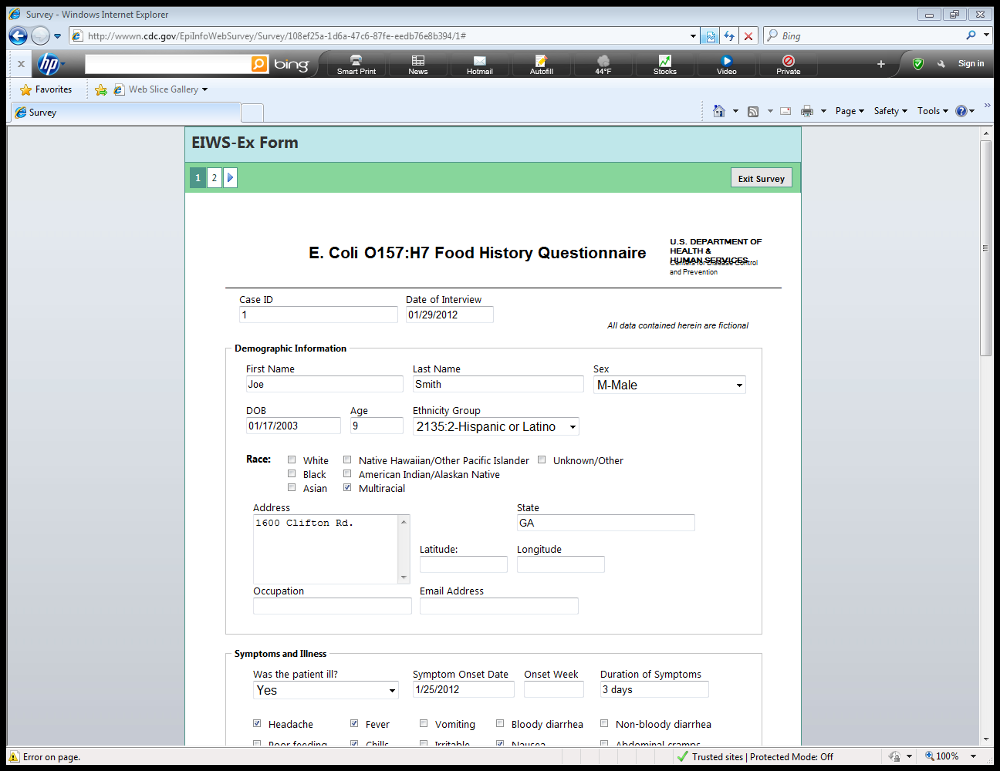 Survey - Windows Internet Explorer
http://wwwn.cdc.gov/EpiInfoWebSurvey/Survey/108ef25a-1d6a-47c6-87fe-eedb76e8b394/1#
Bing
x hp bing Smart Print News Hotmail Autofill 44°F Stocks Video Private + Sign in
Favorites Web Slice Gallery
Survey Page Safety Tools
EIWS-Ex Form
1 2 Exit Survey
E. Coli O157:H7 Food History Questionnaire
U.S. DEPARTMENT OF
HEALTH &
HUMAN SERVICES
Centers for Disease Control
and Prevention
Case ID Date of Interview
1 01/29/2012
All data contained herein are fictional
Demographic Information
First Name Last Name Sex
Joe Smith M-Male
DOB Age Ethnicity Group
01/17/2003 9 2135:2-Hispanic or Latino
Race: White Native Hawaiian/Other Pacific Islander Unknown/Other
Black American Indian/Alaskan Native
Asian Multiracial
Address State
1600 Clifton Rd. GA
Latitude: Longitude
Occupation Email Address
Symptoms and Illness
Was the patient ill? Symptom Onset Date Onset Week Duration of Symptoms
Yes 1/25/2012 3 days
Headache Fever Vomiting Bloody diarrhea Non-bloody diarrhea
Poor feeding Chills Irritable Nausea Abdominal cramps
Error on page. Trusted sites | Protected Mode: Off 100%